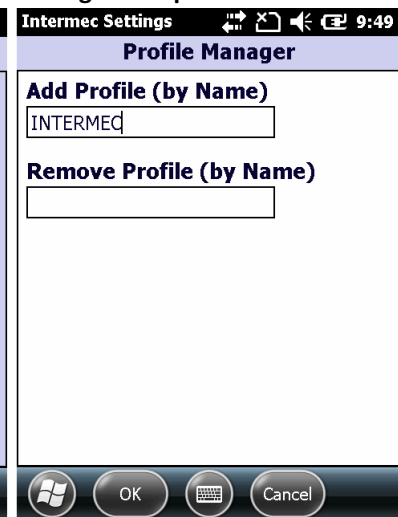 Intermec Settings 9:49
Profile Manager
Add Profile (by Name)
INTERMEC
Remove Profile (by Name)
OK
Cancel